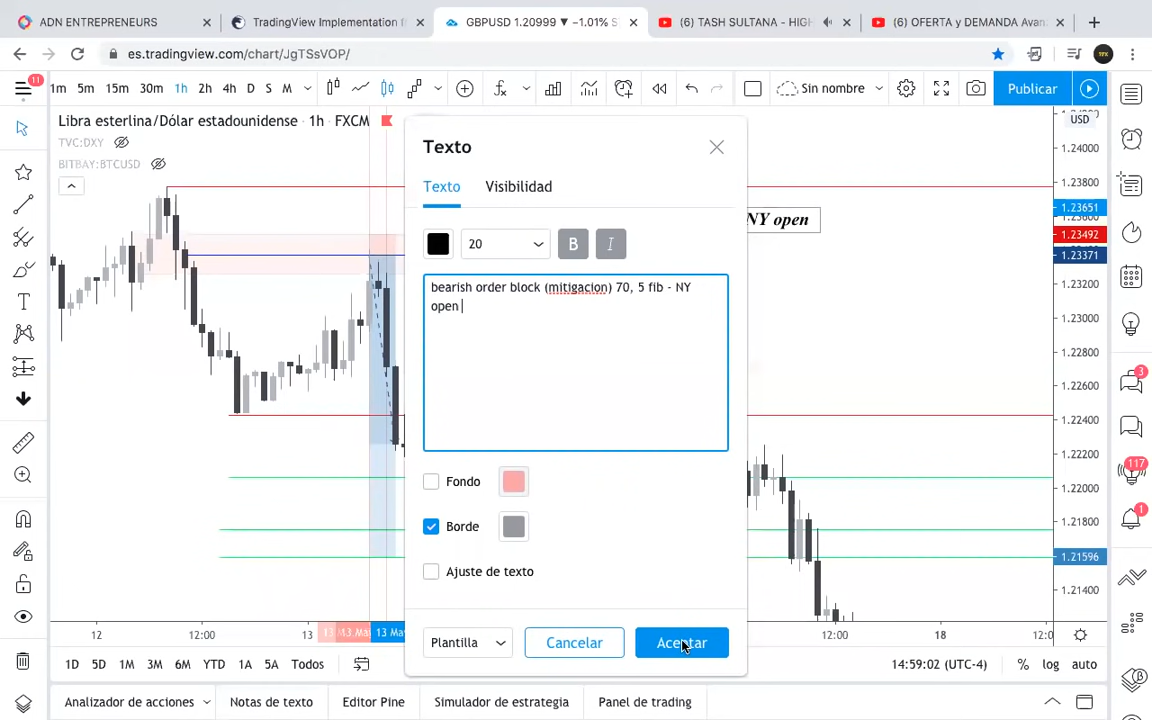 ADN ENTREPRENEURS
TradingView Implementation
GBPUSD 1.20999 ▼ −1.01%
(6) TASH SULTANA - HIGH
(6) OFERTA y DEMANDA Avan
es.tradingview.com/chart/JgTSsVOP/
11
1m 5m 15m 30m 1h 2h 4h D S M
Sin nombre
Publicar
Libra esterlina/Dólar estadounidense · 1h · FXCM
TVC:DXY
BITBAY:BTCUSD
USD
1.24000
1.23800
1.23651
1.23492
1.23371
1.23000
1.22800
1.22600
1.22400
1.22200
1.22000
1.21800
1.21596
1.21400
NY open
Texto
Texto
Visibilidad
20
B
I
bearish order block (mitigacion) 70, 5 fib - NY
open
Fondo
Borde
Ajuste de texto
Plantilla
Cancelar
Aceptar
12
12:00
13
13 May
12:00
18
12:0
1D 5D 1M 3M 6M YTD 1A 5A Todos
14:59:02 (UTC-4)
%
log
auto
Analizador de acciones
Notas de texto
Editor Pine
Simulador de estrategia
Panel de trading
3
117
1